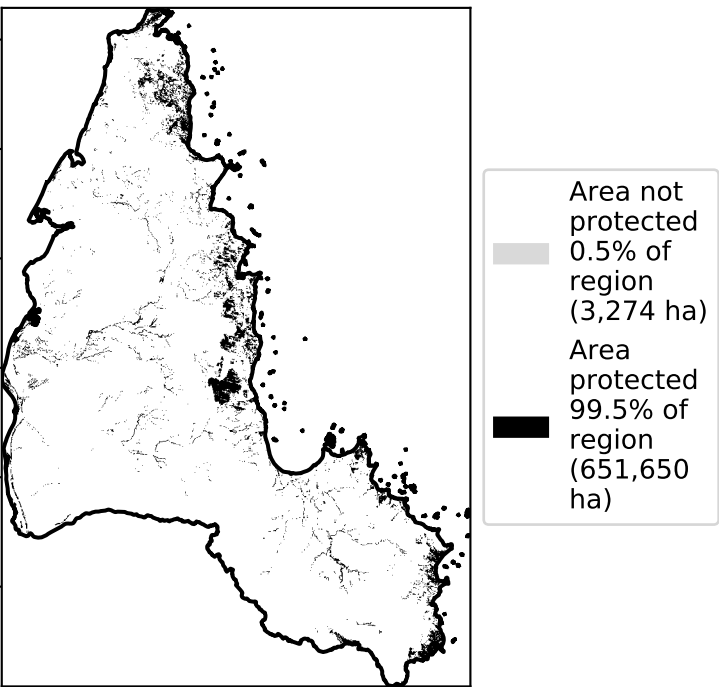 Area not
protected
0.5% of
region
(3,274 ha)
Area
protected
99.5% of
region
(651,650
ha)